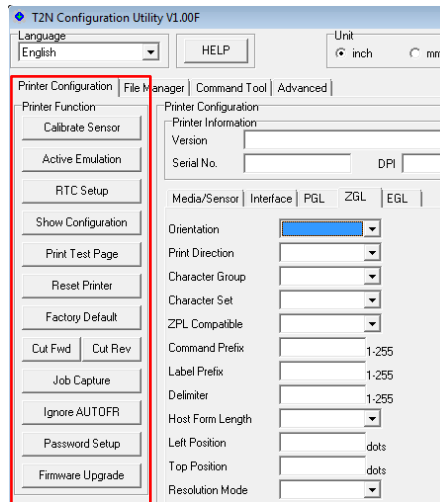 T2N Configuration Utility V1.00F
Language
Unit
English
HELP
inch
mm
Printer Configuration
File Manager
Command Tool
Advanced
Printer Function
Calibrate Sensor
Active Emulation
RTC Setup
Show Configuration
Print Test Page
Reset Printer
Factory Default
Cut Fwd
Cut Rev
Job Capture
Ignore AUTOFR
Password Setup
Firmware Upgrade
Printer Configuration
Printer Information
Version
Serial No.
DPI
Media/Sensor
Interface
PGL
ZGL
EGL
Orientation
Print Direction
Character Group
Character Set
ZPL Compatible
Command Prefix
1-255
Label Prefix
1-255
Delimiter
1-255
Host Form Length
Left Position
dots
Top Position
dots
Resolution Mode